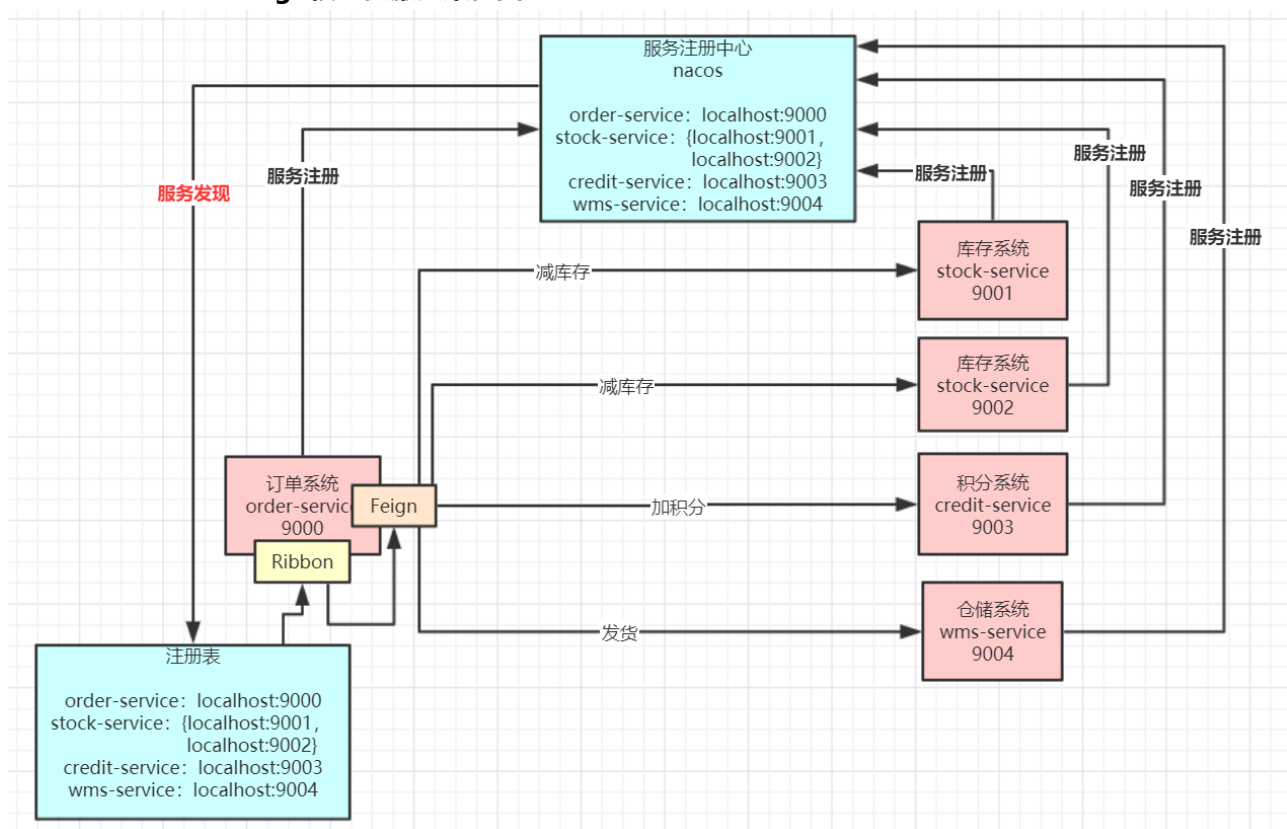 服务注册中心
nacos
order-service：localhost:9000
stock-service：{localhost:9001,
localhost:9002}
credit-service：localhost:9003
wms-service：localhost:9004
服务发现
服务注册
服务注册
服务注册
服务注册
服务注册
库存系统
stock-service
9001
减库存
库存系统
stock-service
9002
减库存
订单系统
order-servic
9000
Feign
Ribbon
加积分
积分系统
credit-service
9003
发货
仓储系统
wms-service
9004
注册表
order-service：localhost:9000
stock-service：{localhost:9001,
localhost:9002}
credit-service：localhost:9003
wms-service：localhost:9004